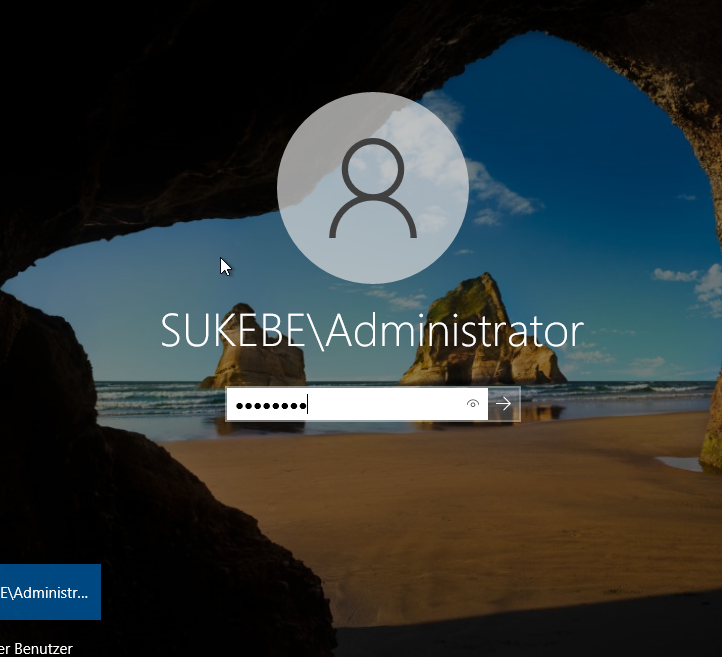 SUKEBE\Administrator
••••••••
E\Administr...
er Benutzer